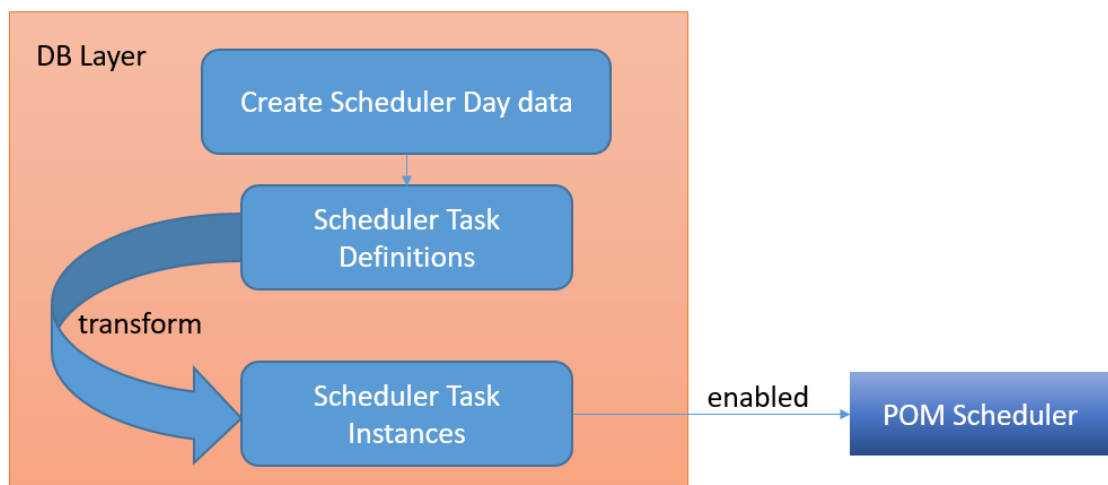 DB Layer
Create Scheduler Day data
Scheduler Task
Definitions
transform
Scheduler Task
Instances
enabled
POM Scheduler